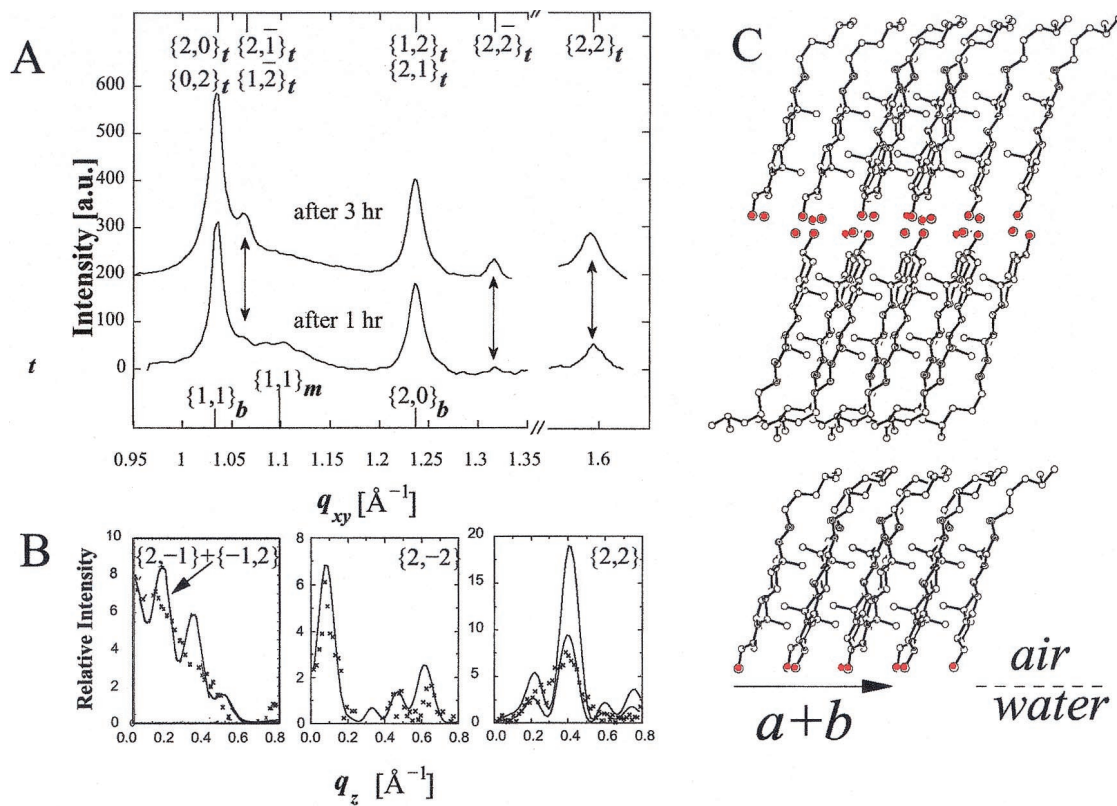 A
C
700
600
500
400
300
200
100
0
Intensity [a.u.]
t
{2,0}t {2,1̄}t {1,2}t {2,2̄}t {2,2}t
{0,2}t {1,2̄}t {2,1}t
after 3 hr
after 1 hr
{1,1}b {1,1}m {2,0}b
0.95 1 1.05 1.1 1.15 1.2 1.25 1.3 1.35 1.6
qxy [Å⁻¹]
B
Relative Intensity
10
8
6
4
2
0
{2,−1}+{−1,2}
0.0 0.2 0.4 0.6 0.8
8
6
4
2
0
{2,−2}
0.0 0.2 0.4 0.6 0.8
20
15
10
5
0
{2,2}
0.0 0.2 0.4 0.6 0.8
qz [Å⁻¹]
a+b
air
water